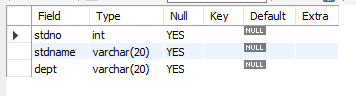 Field Type Null Key Default Extra
stdno int YES NULL
stdname varchar(20) YES NULL
dept varchar(20) YES NULL